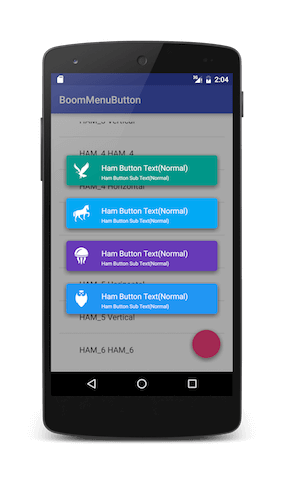 2:04
BoomMenuButton
HAM_3 Vertical
HAM_4 HAM_4
Ham Button Text(Normal)
Ham Button Sub Text(Normal)
HAM_4 Horizontal
Ham Button Text(Normal)
Ham Button Sub Text(Normal)
Ham Button Text(Normal)
Ham Button Sub Text(Normal)
HAM_5 Horizontal
Ham Button Text(Normal)
Ham Button Sub Text(Normal)
HAM_5 Vertical
HAM_6 HAM_6